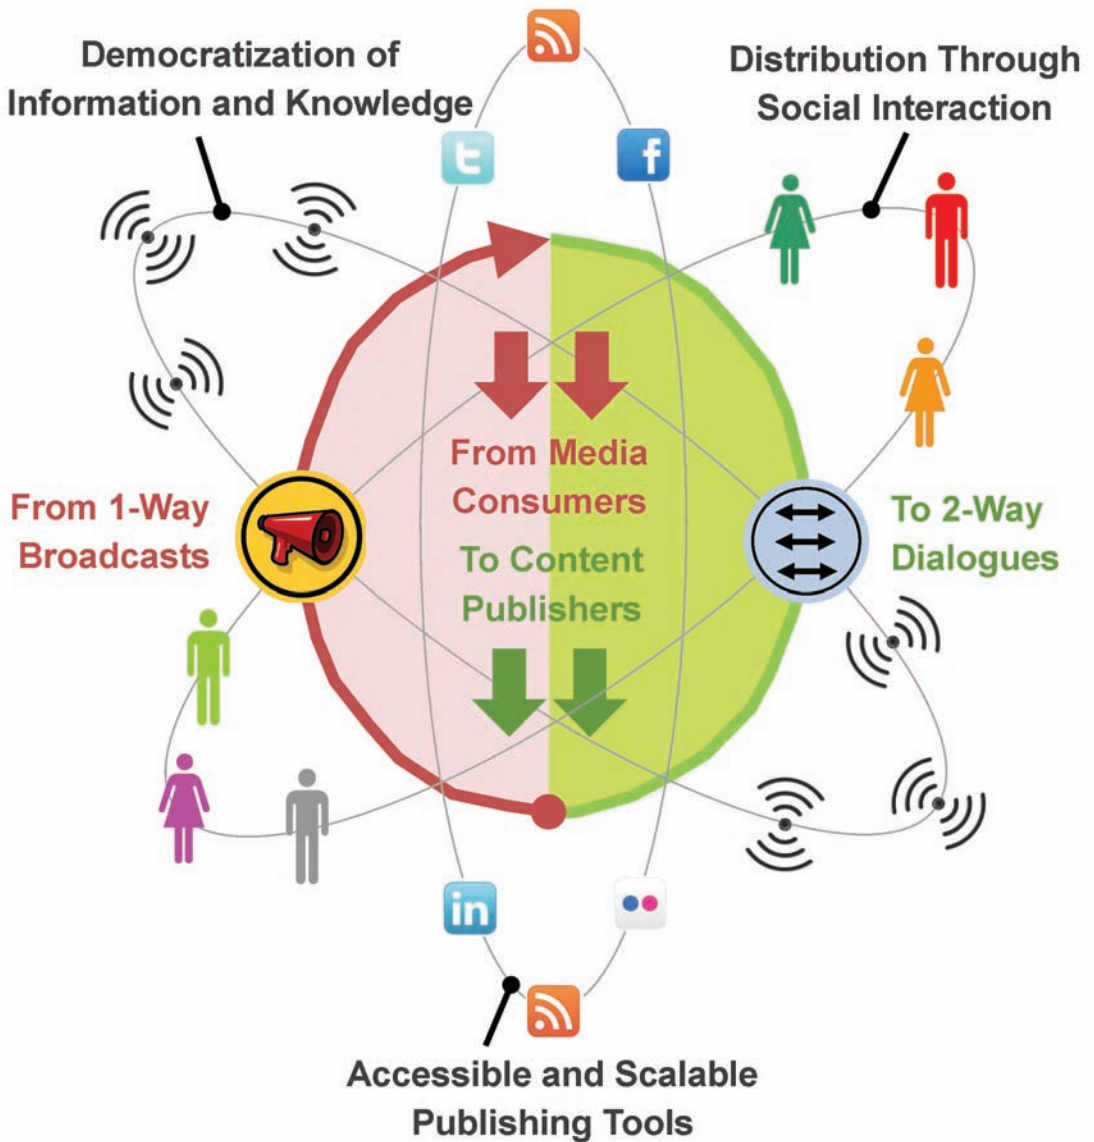 Democratization of
Information and Knowledge
Distribution Through
Social Interaction
t
f
From Media
Consumers
To Content
Publishers
From 1-Way
Broadcasts
To 2-Way
Dialogues
in
Accessible and Scalable
Publishing Tools